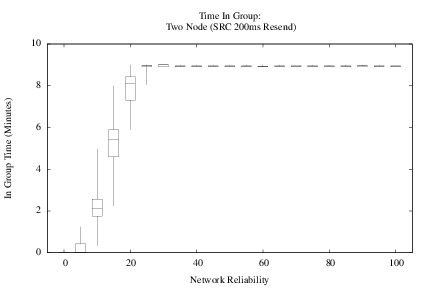 Time In Group:
Two Node (SRC 200ms Resend)
10
8
6
4
2
0
In Group Time (Minutes)
0 20 40 60 80 100
Network Reliability